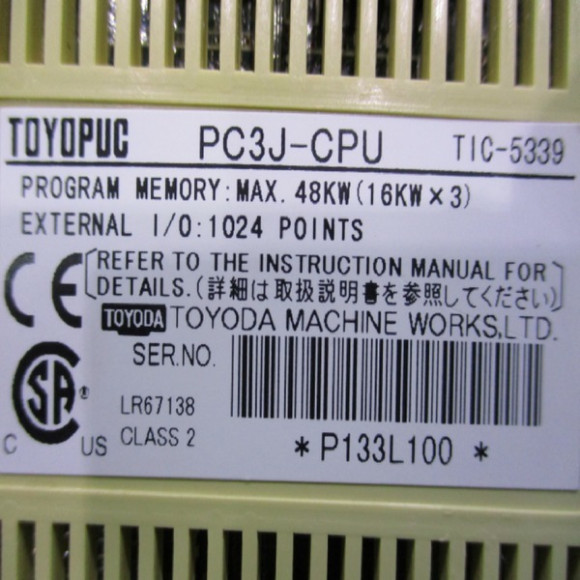 TOYOPUC PC3J-CPU TIC-5339
PROGRAM MEMORY:MAX. 48KW(16KW×3)
EXTERNAL I/O:1024 POINTS
CE [REFER TO THE INSTRUCTION MANUAL FOR
DETAILS.(詳細は取扱説明書を参照してください)]
TOYODA TOYODA MACHINE WORKS,LTD.
SER.NO.
SA ®
LR67138
C US CLASS 2
*P133L100 *